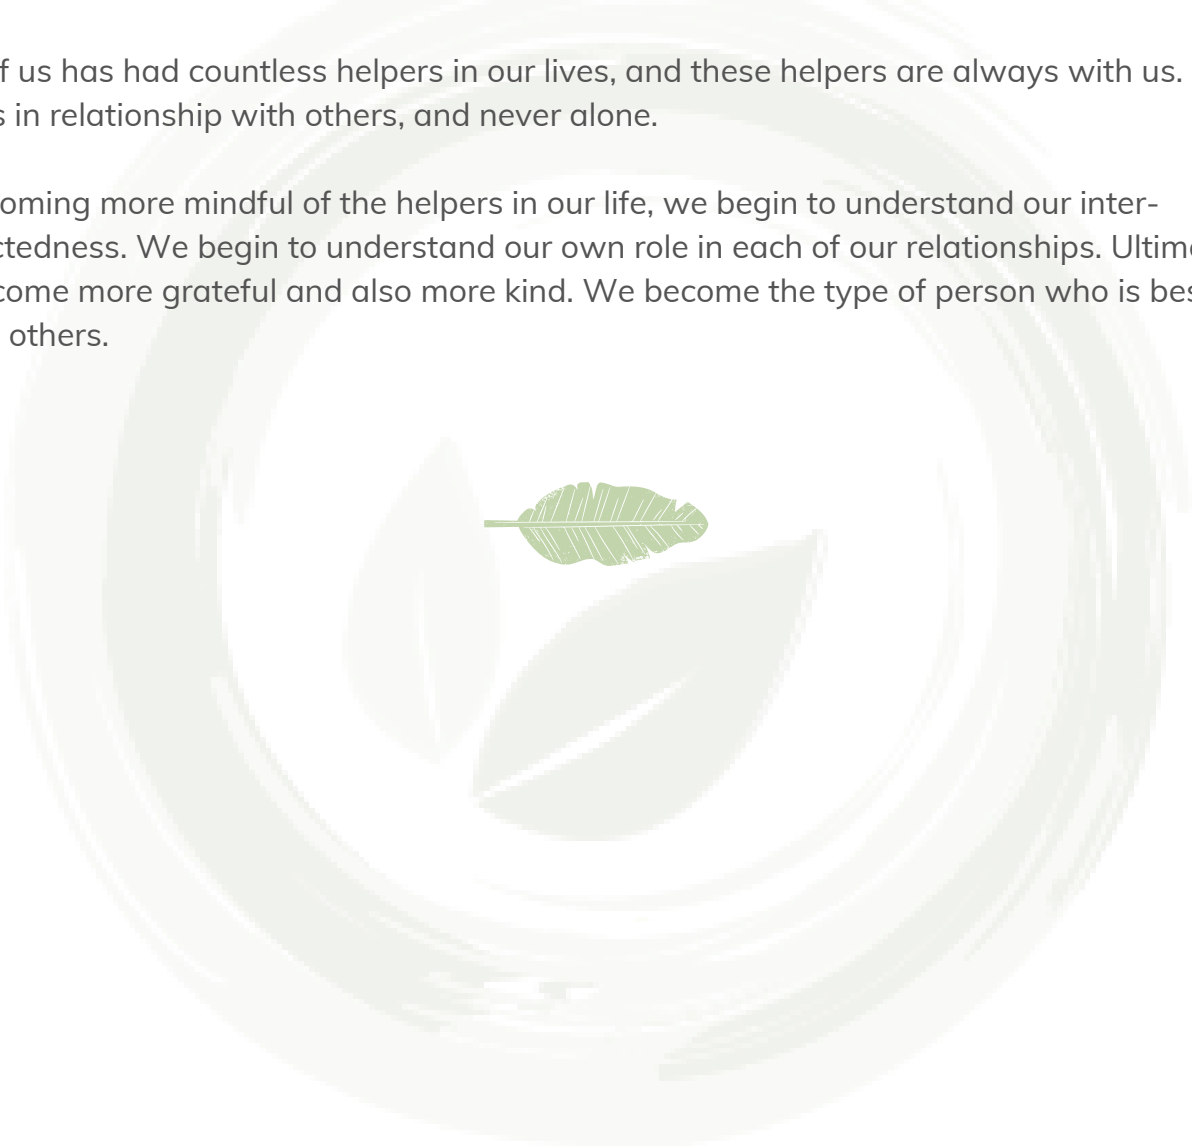 f us has had countless helpers in our lives, and these helpers are always with us.
s in relationship with others, and never alone.
oming more mindful of the helpers in our life, we begin to understand our inter-
ctedness. We begin to understand our own role in each of our relationships. Ultima
come more grateful and also more kind. We become the type of person who is bes
others.